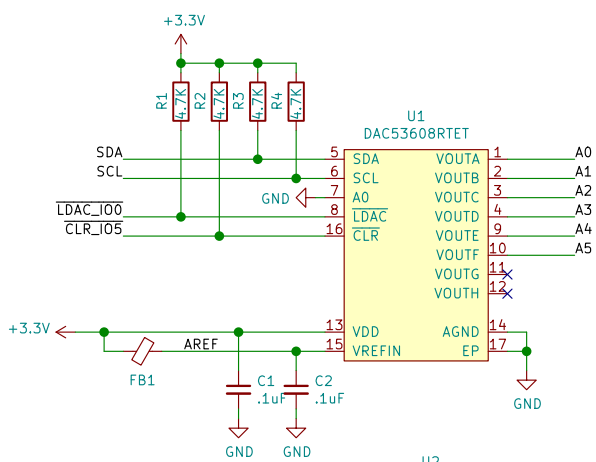 +3.3V
R1 4.7K R2 4.7K R3 4.7K R4 4.7K
U1
DAC53608RTET
SDA 5 SDA VOUTA 1 A0
SCL 6 SCL VOUTB 2 A1
GND 7 A0 VOUTC 3 A2
LDAC_IO0 8 LDAC VOUTD 4 A3
CLR_IO5 16 CLR VOUTE 9 A4
VOUTF 10 A5
VOUTG 11
VOUTH 12
+3.3V 13 VDD AGND 14
AREF 15 VREFIN EP 17
FB1
C1 C2
.1uF .1uF
GND
GND GND
U2